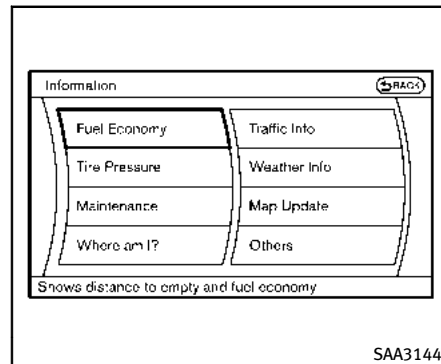 Information
BACK
Fuel Economy
Traffic Info
Tire Pressure
Weather Info
Maintenance
Map Update
Where am I?
Others
Shows distance to empty and fuel economy
SAA3144